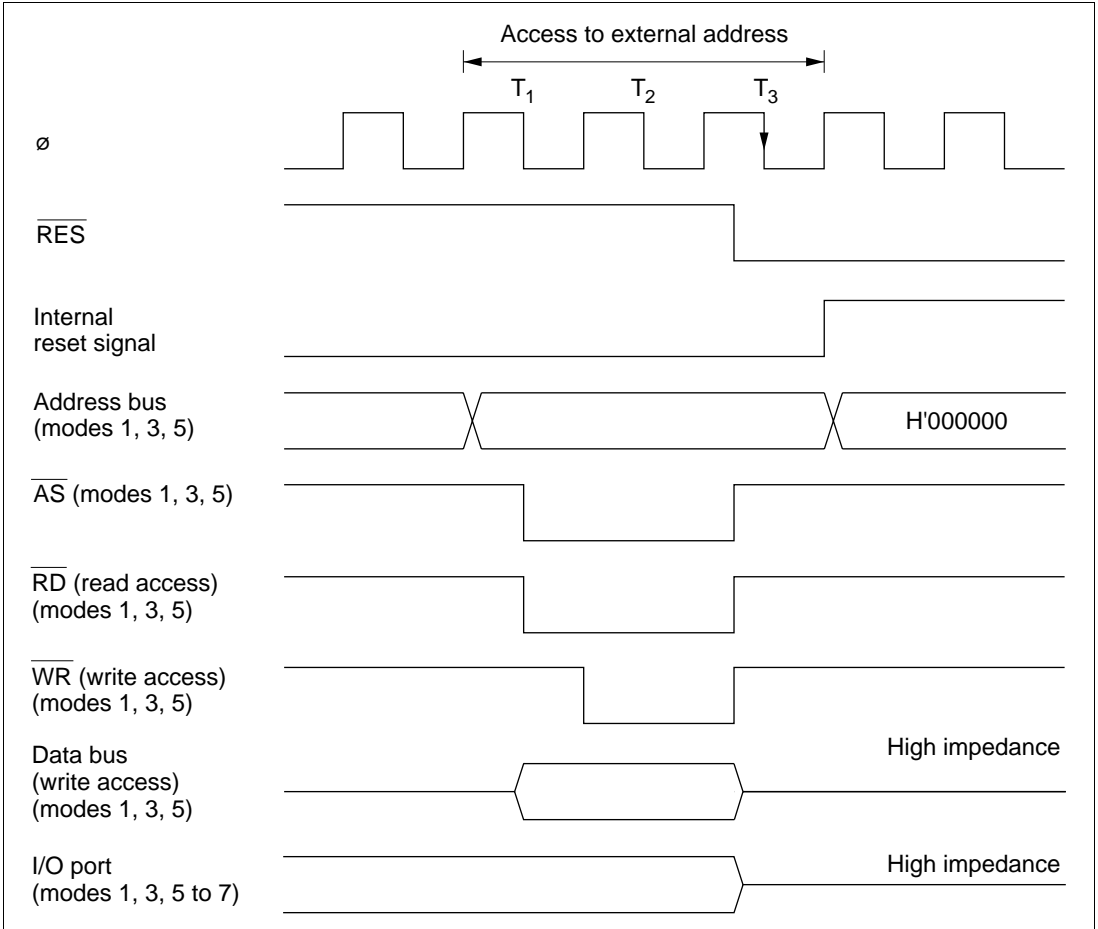 Access to external address
T₁ T₂ T₃
ø
RES
Internal
reset signal
Address bus
(modes 1, 3, 5)
H'000000
AS (modes 1, 3, 5)
RD (read access)
(modes 1, 3, 5)
WR (write access)
(modes 1, 3, 5)
Data bus
(write access)
(modes 1, 3, 5)
High impedance
I/O port
(modes 1, 3, 5 to 7)
High impedance